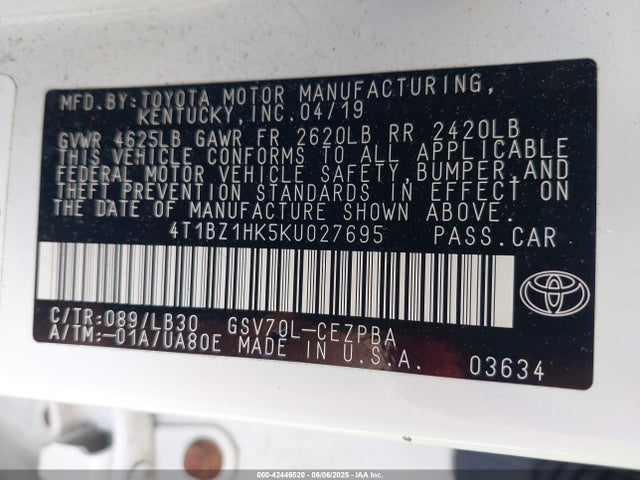 MFD.BY:TOYOTA MOTOR MANUFACTURING,
KENTUCKY,INC.04/19
GVWR 4625LB GAWR FR 2620LB RR 2420LB
THIS VEHICLE CONFORMS TO ALL APPLICABLE
FEDERAL MOTOR VEHICLE SAFETY,BUMPER,AND
THEFT PREVENTION STANDARDS IN EFFECT ON
THE DATE OF MANUFACTURE SHOWN ABOVE.
4T1BZ1HK5KU027695 PASS.CAR
C/TR:089/LB30 GSV70L-CEZPBA
A/TM:-01A/UA80E MADE IN U.S.A. 03634
000-42446520 - 06/06/2025 - IAA Inc.